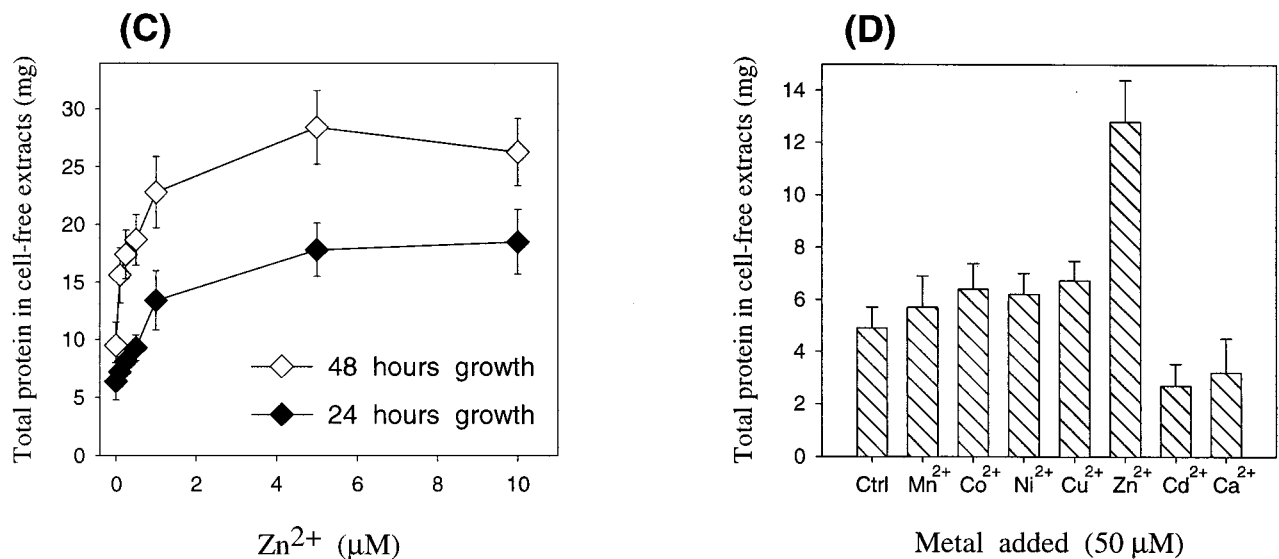 (C)
Total protein in cell-free extracts (mg)
30
25
20
15
10
5
0
48 hours growth
24 hours growth
0 2 4 6 8 10
Zn2+ (μM)
(D)
Total protein in cell-free extracts (mg)
14
12
10
8
6
4
2
0
Ctrl Mn2+ Co2+ Ni2+ Cu2+ Zn2+ Cd2+ Ca2+
Metal added (50 μM)